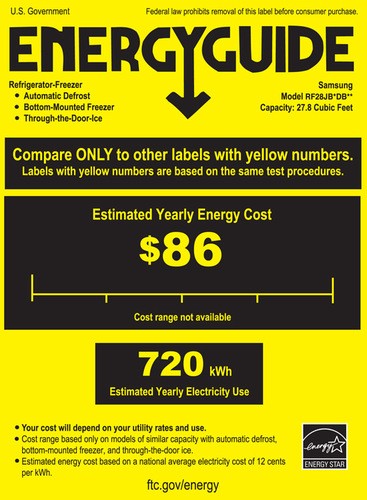 U.S. Government
Federal law prohibits removal of this label before consumer purchase.
ENERGYGUIDE
Refrigerator-Freezer
• Automatic Defrost
• Bottom-Mounted Freezer
• Through-the-Door-Ice
Samsung
Model RF28JB*DB**
Capacity: 27.8 Cubic Feet
Compare ONLY to other labels with yellow numbers.
Labels with yellow numbers are based on the same test procedures.
Estimated Yearly Energy Cost
$86
Cost range not available
720 kWh
Estimated Yearly Electricity Use
• Your cost will depend on your utility rates and use.
• Cost range based only on models of similar capacity with automatic defrost,
bottom-mounted freezer, and through-the-door ice.
• Estimated energy cost based on a national average electricity cost of 12 cents
per kWh.
energy
ENERGY STAR
ftc.gov/energy